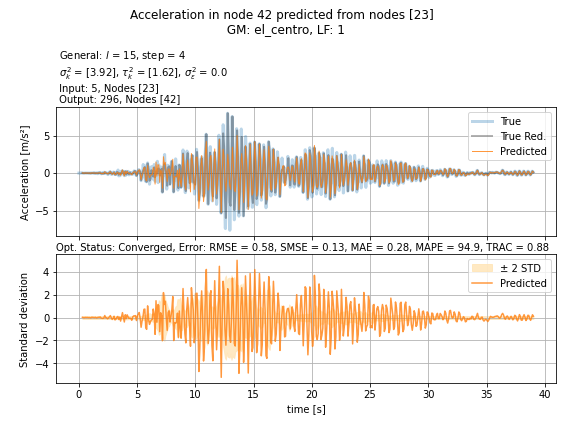 Acceleration in node 42 predicted from nodes [23]
GM: el_centro, LF: 1
General: l = 15, step = 4
σ²ₖ = [3.92], τ²ₖ = [1.62], σ²ε = 0.0
Input: 5, Nodes [23]
Output: 296, Nodes [42]
True
True Red.
Predicted
Acceleration [m/s²]
5
0
−5
Opt. Status: Converged, Error: RMSE = 0.58, SMSE = 0.13, MAE = 0.28, MAPE = 94.9, TRAC = 0.88
± 2 STD
Predicted
Standard deviation
4
2
0
−2
−4
0 5 10 15 20 25 30 35 40
time [s]